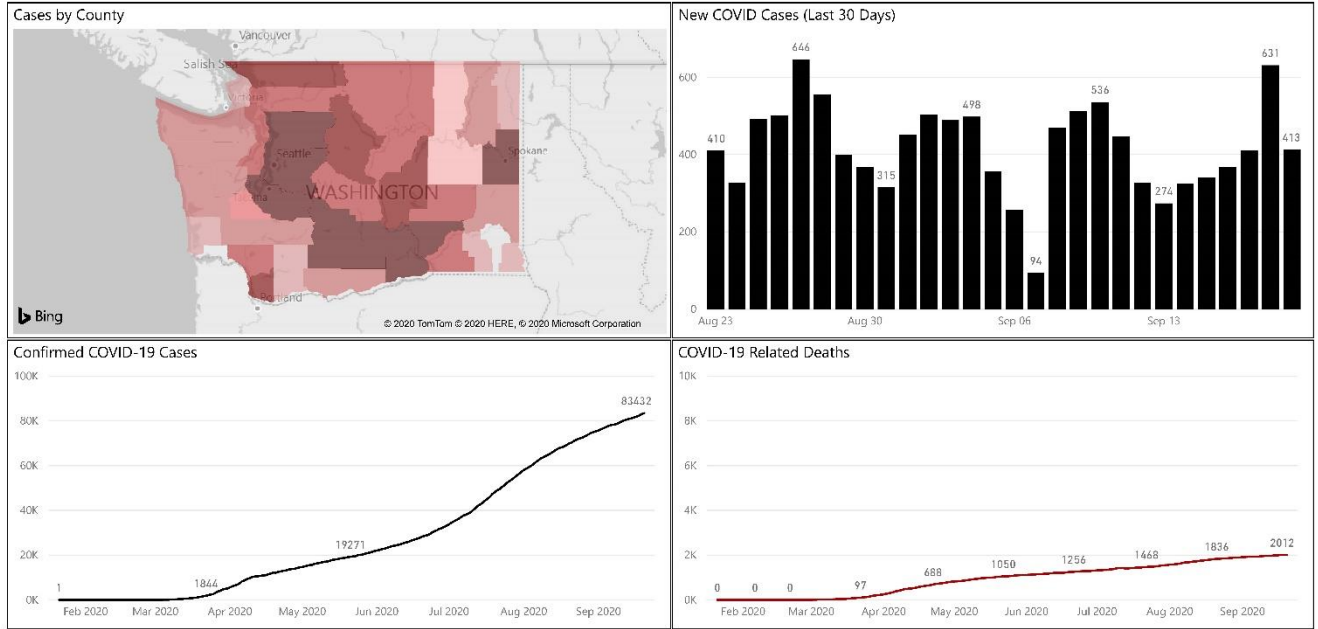 Cases by County
Vancouver
Salish Sea
Victoria
Seattle
Spokane
Tacoma
WASHINGTON
Portland
Bing
© 2020 TomTom © 2020 HERE, © 2020 Microsoft Corporation
New COVID Cases (Last 30 Days)
646
631
600
536
498
410
413
400
315
274
200
94
0
Aug 23
Aug 30
Sep 06
Sep 13
Confirmed COVID-19 Cases
100K
83432
80K
60K
40K
20K
19271
1844
1
0K
Feb 2020
Mar 2020
Apr 2020
May 2020
Jun 2020
Jul 2020
Aug 2020
Sep 2020
COVID-19 Related Deaths
10K
8K
6K
4K
2K
0
0
0
97
688
1050
1256
1468
1836
2012
0K
Feb 2020
Mar 2020
Apr 2020
May 2020
Jun 2020
Jul 2020
Aug 2020
Sep 2020